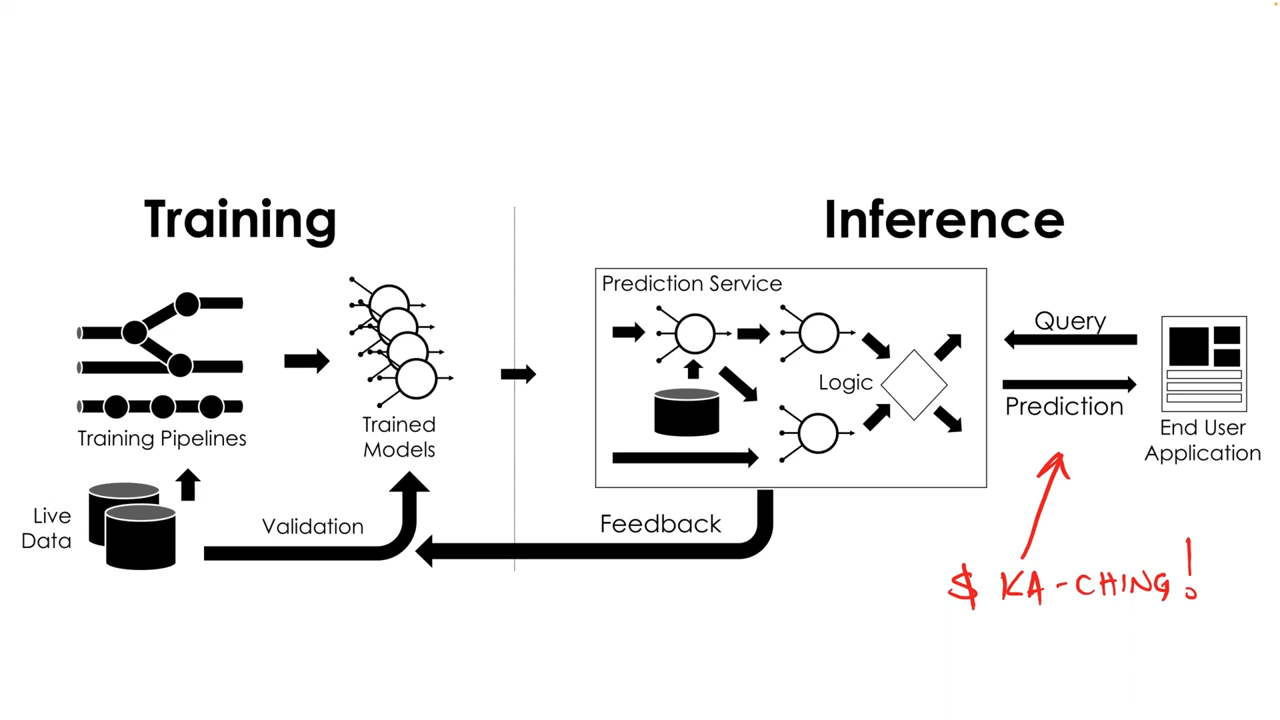 Training
Inference
Prediction Service
Query
Logic
Prediction
Training Pipelines
Trained
Models
End User
Application
Live
Data
Validation
Feedback
$ KA-CHING!